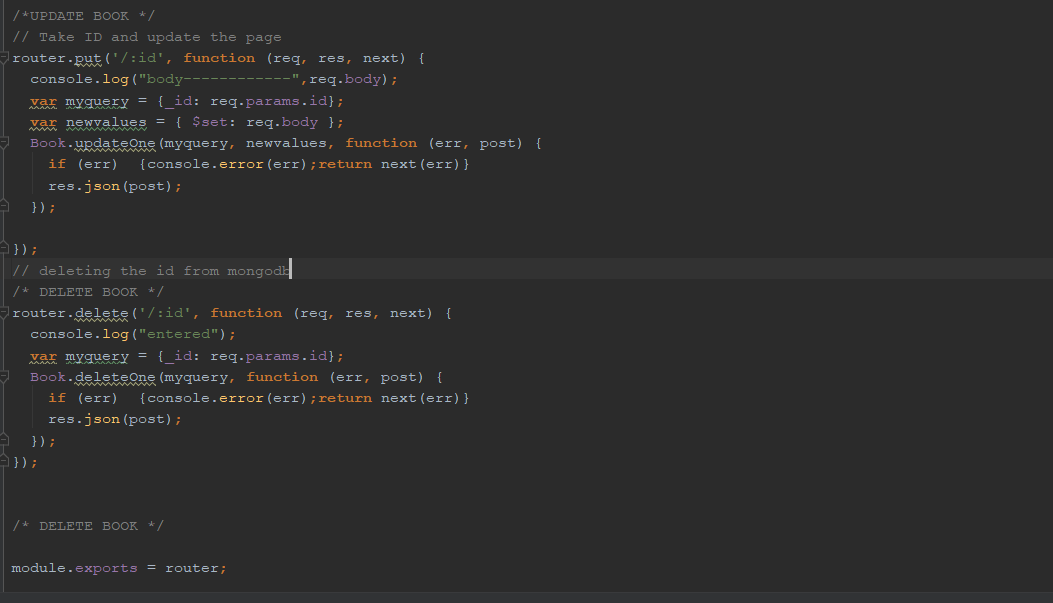 /*UPDATE BOOK */
// Take ID and update the page
router.put('/:id', function (req, res, next) {
  console.log("body------------",req.body);
  var myquery = {_id: req.params.id};
  var newvalues = { $set: req.body };
  Book.updateOne(myquery, newvalues, function (err, post) {
    if (err)  {console.error(err);return next(err)}
    res.json(post);
  });
});
// deleting the id from mongodb
/* DELETE BOOK */
router.delete('/:id', function (req, res, next) {
  console.log("entered");
  var myquery = {_id: req.params.id};
  Book.deleteOne(myquery, function (err, post) {
    if (err)  {console.error(err);return next(err)}
    res.json(post);
  });
});
/* DELETE BOOK */
module.exports = router;